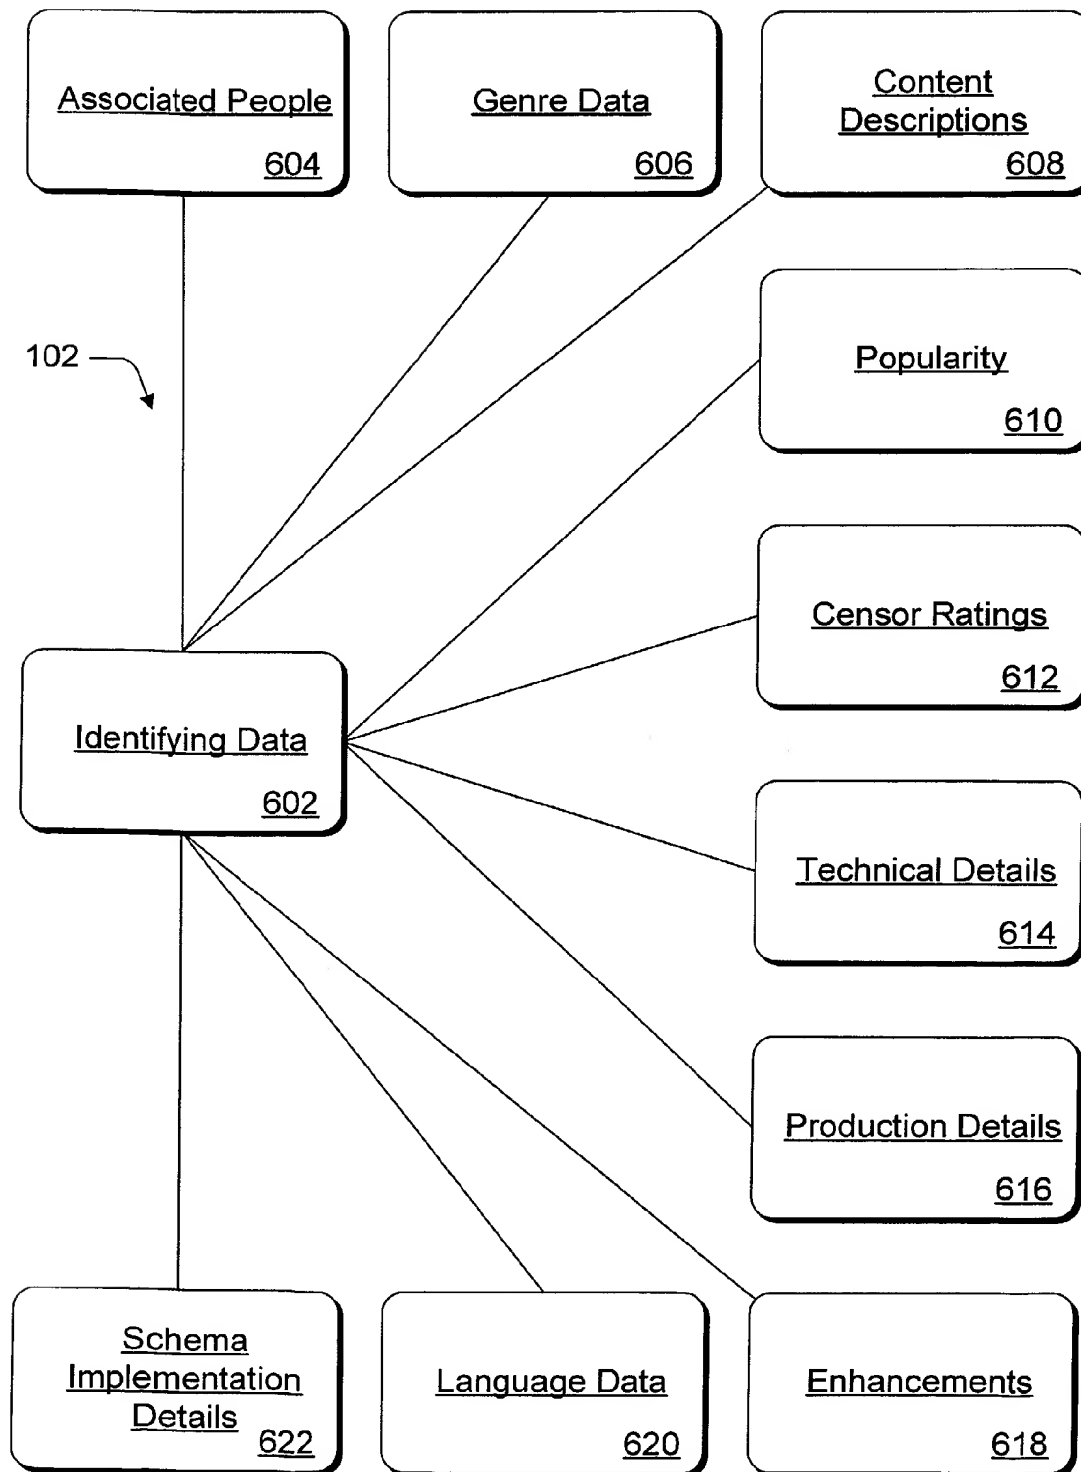 Associated People
604
Genre Data
606
Content
Descriptions
608
Popularity
610
102
Censor Ratings
612
Identifying Data
602
Technical Details
614
Production Details
616
Schema
Implementation
Details
622
Language Data
620
Enhancements
618